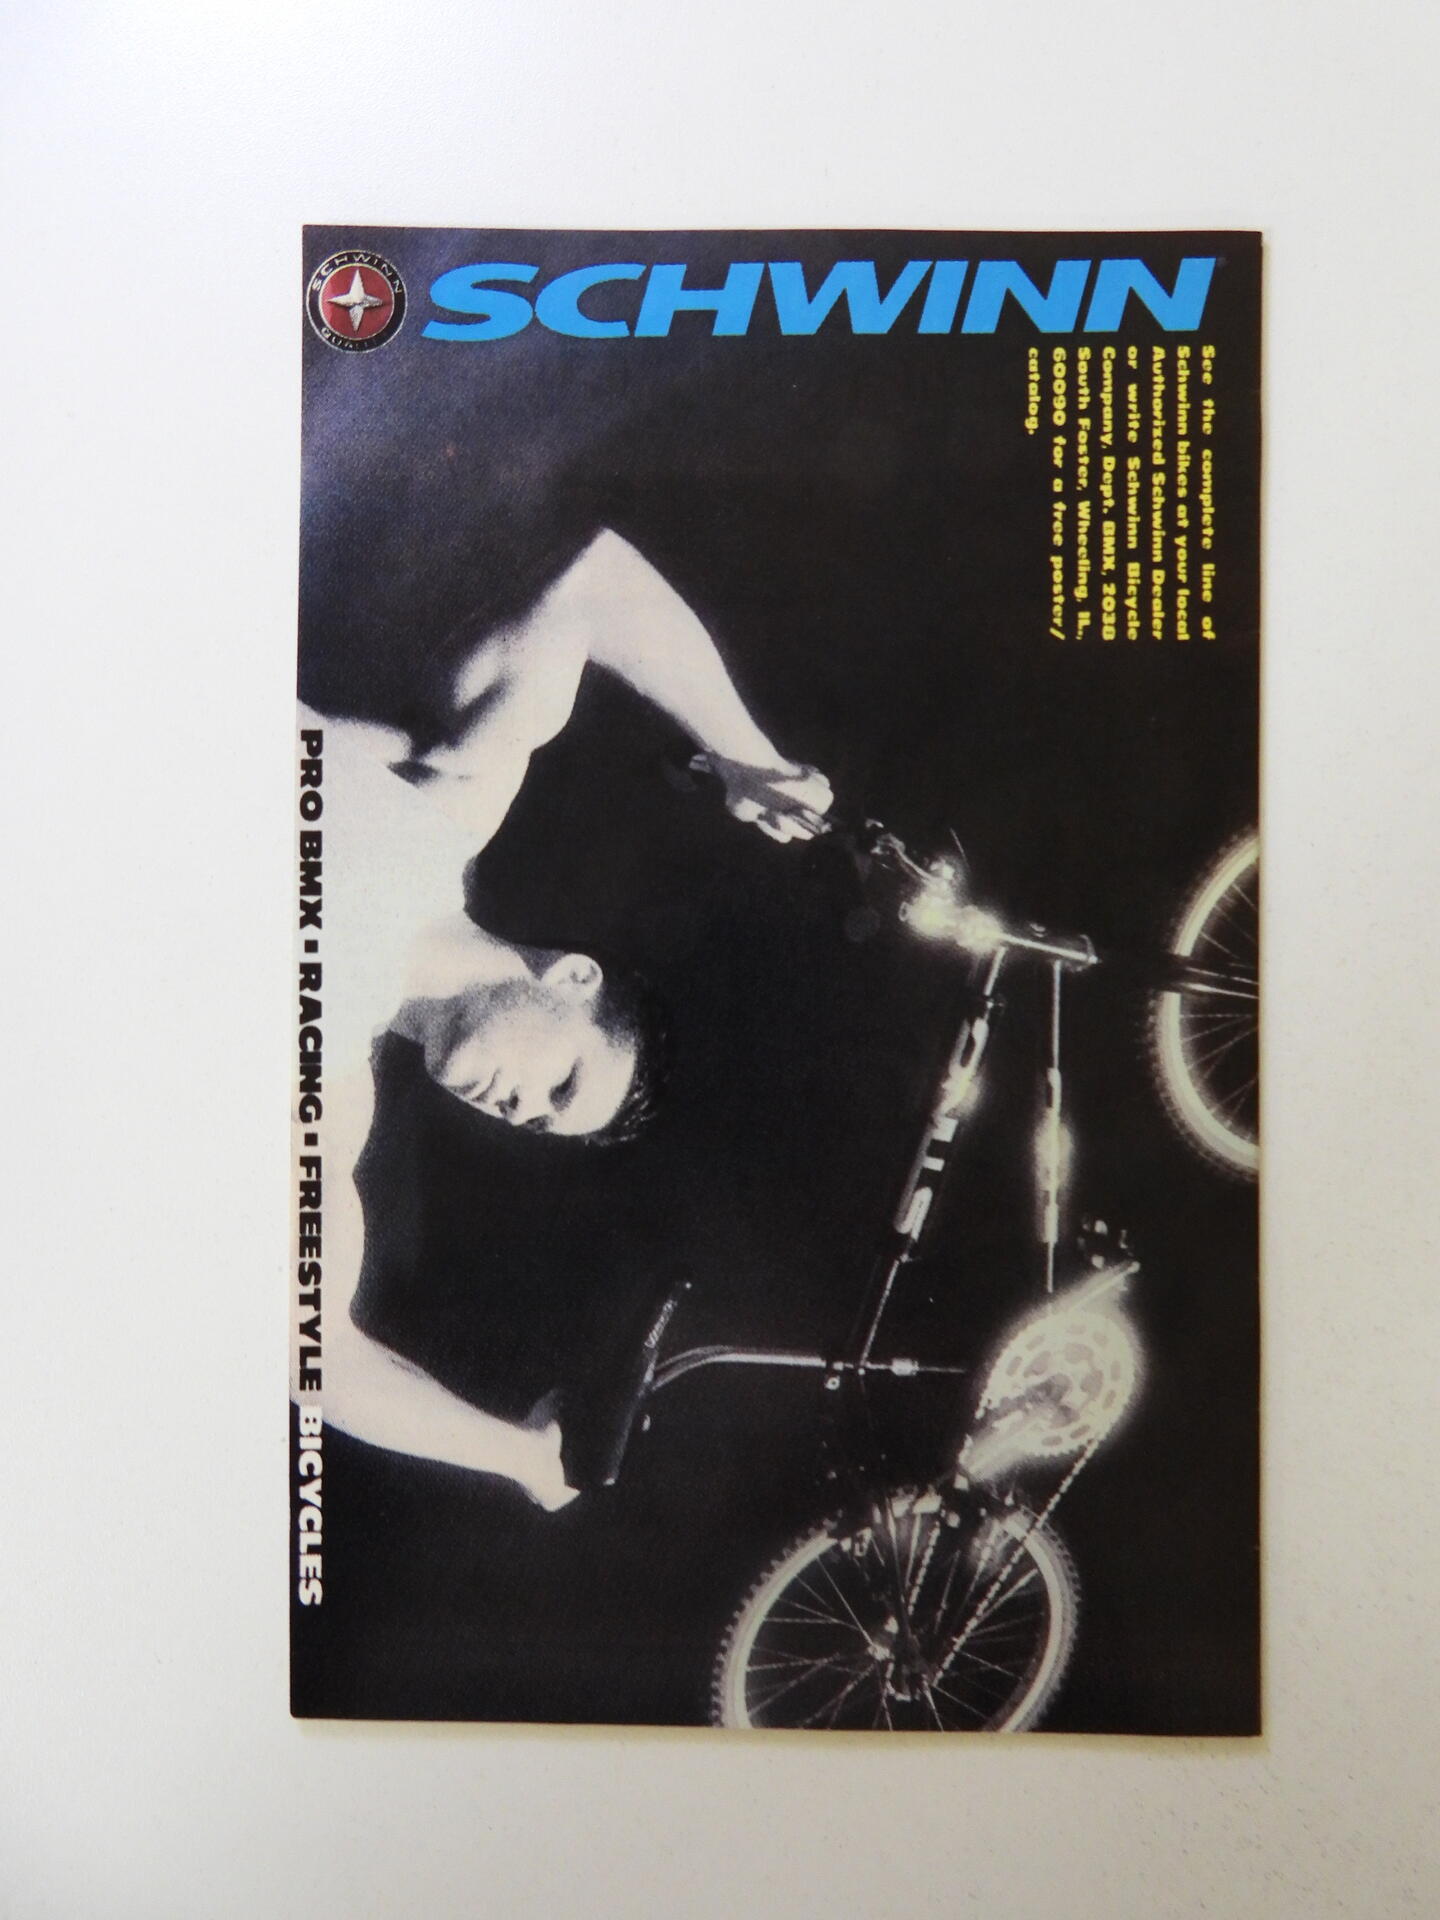 SCHWINN
QUALITY
SCHWINN
See the complete line of
Schwinn bikes at your local
Authorized Schwinn Dealer
or write Schwinn Bicycle
Company, Dept. BMX, 2038
South Foster, Wheeling, IL.,
60090 for a free poster/
catalog.
PRO BMX ▪ RACING ▪ FREESTYLE BICYCLES